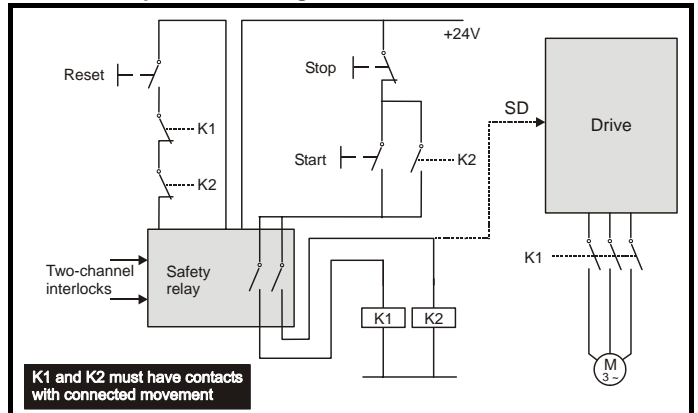 +24V
Reset
Stop
SD
Drive
K1
Start
K2
K2
K1
Two-channel
interlocks
Safety
relay
K1
K2
M
3 ~
K1 and K2 must have contacts
with connected movement